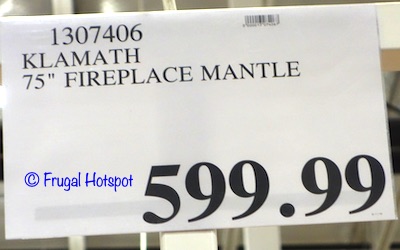 1307406
KLAMATH
75" FIREPLACE MANTLE
© Frugal Hotspot
599.99